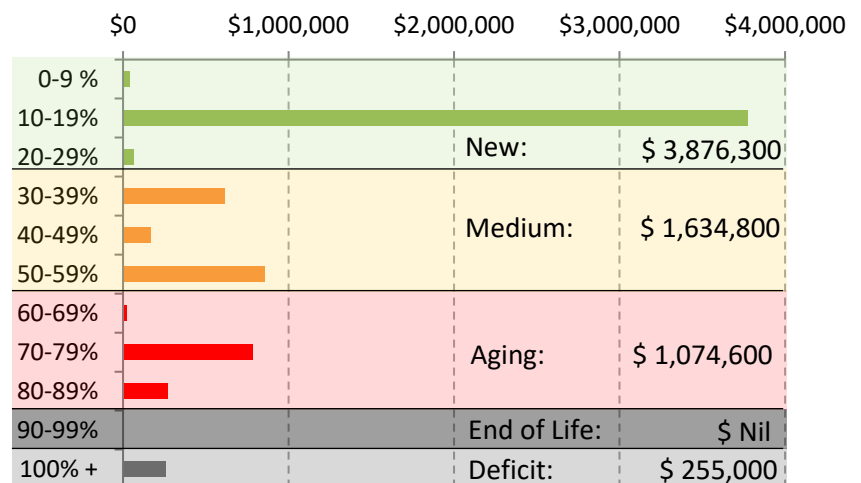 $0 $1,000,000 $2,000,000 $3,000,000 $4,000,000
0-9 %
10-19%
20-29% New: $ 3,876,300
30-39%
40-49% Medium: $ 1,634,800
50-59%
60-69%
70-79% Aging: $ 1,074,600
80-89%
90-99% End of Life: $ Nil
100% + Deficit: $ 255,000